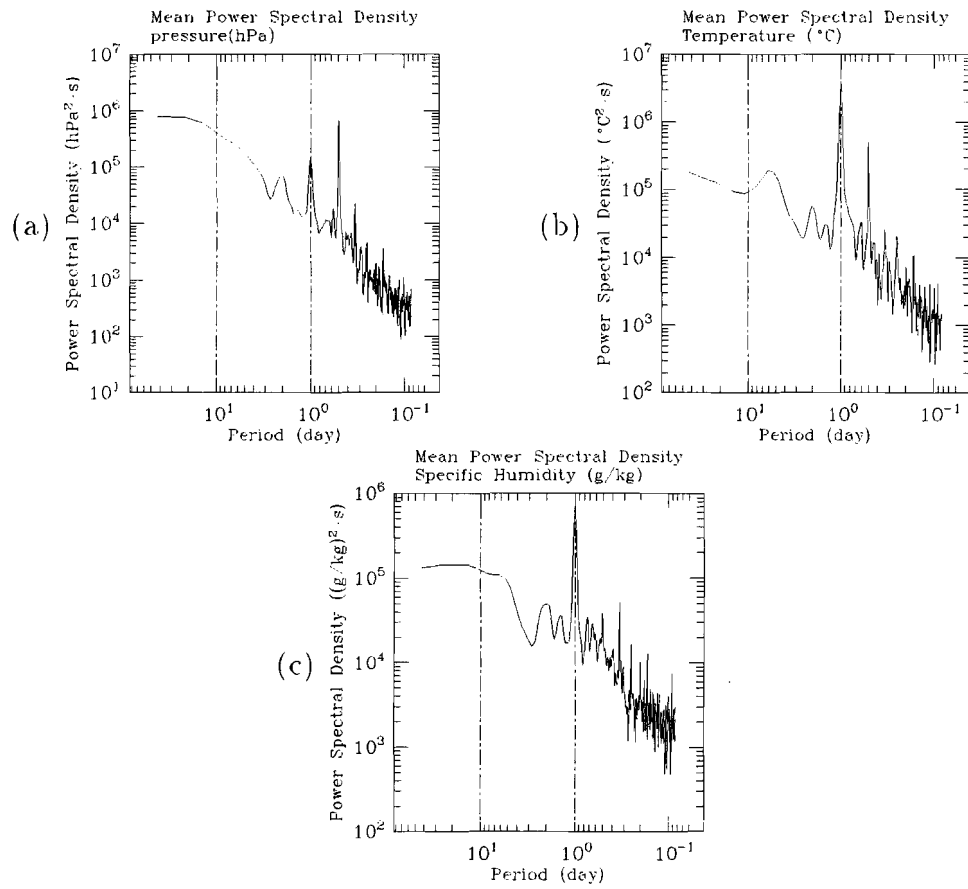 Mean Power Spectral Density
pressure(hPa)
10⁷
10⁶
10⁵
10⁴
10³
10²
10¹
Power Spectral Density (hPa²·s)
(a)
10¹ 10⁰ 10⁻¹
Period (day)
Mean Power Spectral Density
Temperature (°C)
10⁷
10⁶
10⁵
10⁴
10³
10²
Power Spectral Density (°C²·s)
(b)
10¹ 10⁰ 10⁻¹
Period (day)
Mean Power Spectral Density
Specific Humidity (g/kg)
10⁶
10⁵
10⁴
10³
10²
Power Spectral Density ((g/kg)²·s)
(c)
10¹ 10⁰ 10⁻¹
Period (day)